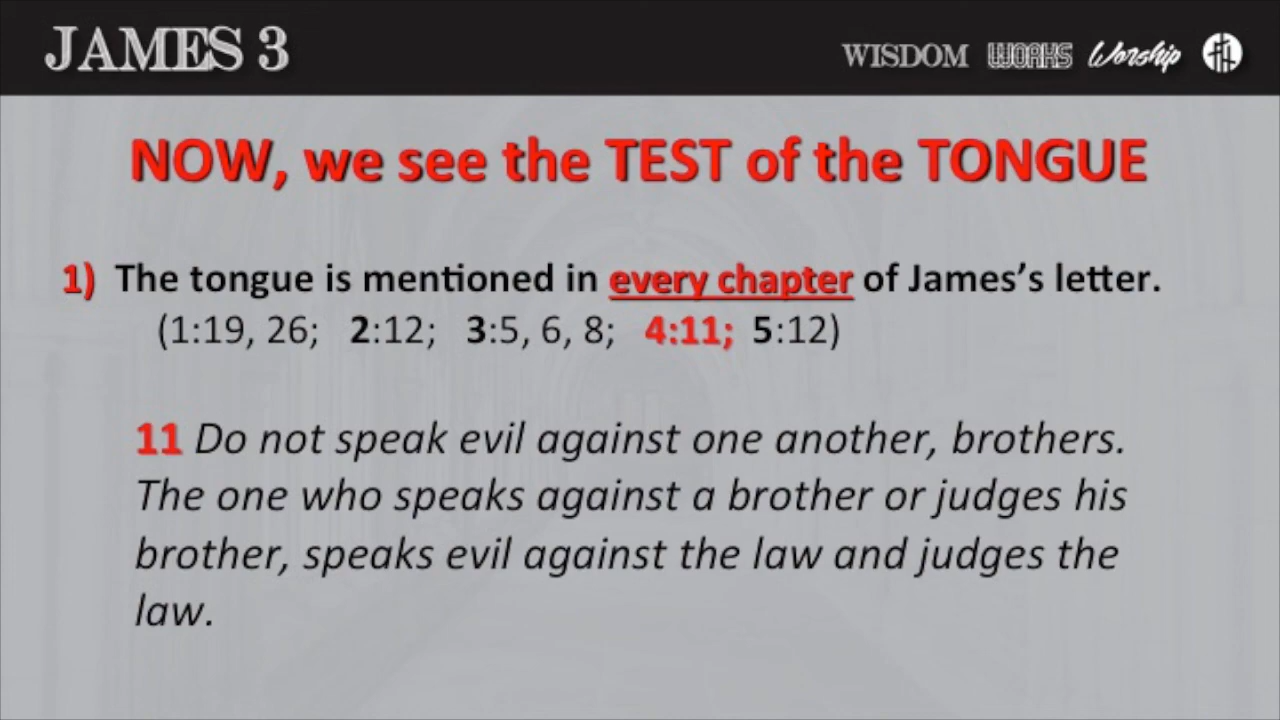 JAMES 3
WISDOM WORKS Worship
NOW, we see the TEST of the TONGUE
1) The tongue is mentioned in every chapter of James’s letter.
(1:19, 26; 2:12; 3:5, 6, 8; 4:11; 5:12)
11 Do not speak evil against one another, brothers.
The one who speaks against a brother or judges his
brother, speaks evil against the law and judges the
law.